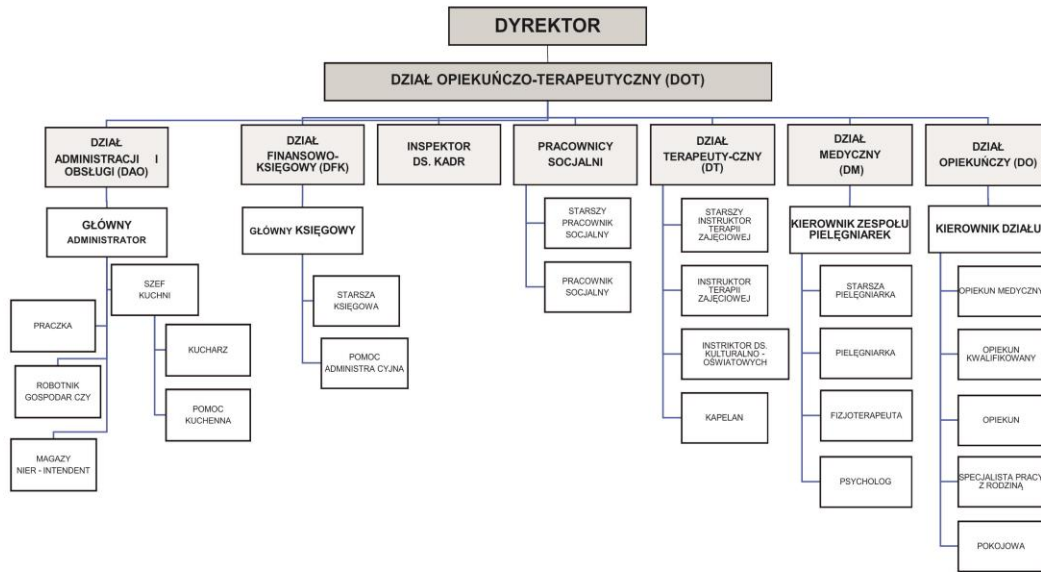 DYREKTOR
DZIAŁ OPIEKUŃCZO-TERAPEUTYCZNY (DOT)
DZIAŁ
ADMINISTRACJI I
OBSŁUGI (DAO)
GŁÓWNY
ADMINISTRATOR
SZEF
KUCHNI
PRACZKA
KUCHARZ
ROBOTNIK
GOSPODAR CZY
POMOC
KUCHENNA
MAGAZY
NIER - INTENDENT
DZIAŁ
FINANSOWO-
KSIĘGOWY (DFK)
GŁÓWNY KSIĘGOWY
STARSZA
KSIĘGOWA
POMOC
ADMINISTRA CYJNA
INSPEKTOR
DS. KADR
PRACOWNICY
SOCJALNI
STARSZY
PRACOWNIK
SOCJALNY
PRACOWNIK
SOCJALNY
DZIAŁ
TERAPEUTY-CZNY
(DT)
STARSZY
INSTRUKTOR
TERAPII
ZAJĘCIOWEJ
INSTRUKTOR
TERAPII
ZAJĘCIOWEJ
INSTRIKTOR DS.
KULTURALNO -
OŚWIATOWYCH
KAPELAN
DZIAŁ
MEDYCZNY
(DM)
KIEROWNIK ZESPOŁU
PIELĘGNIAREK
STARSZA
PIELĘGNIARKA
PIELĘGNIARKA
FIZJOTERAPEUTA
PSYCHOLOG
DZIAŁ
OPIEKUŃCZY (DO)
KIEROWNIK DZIAŁU
OPIEKUN MEDYCZNY
OPIEKUN
KWALIFIKOWANY
OPIEKUN
SPECJALISTA PRACY
Z RODZINĄ
POKOJOWA